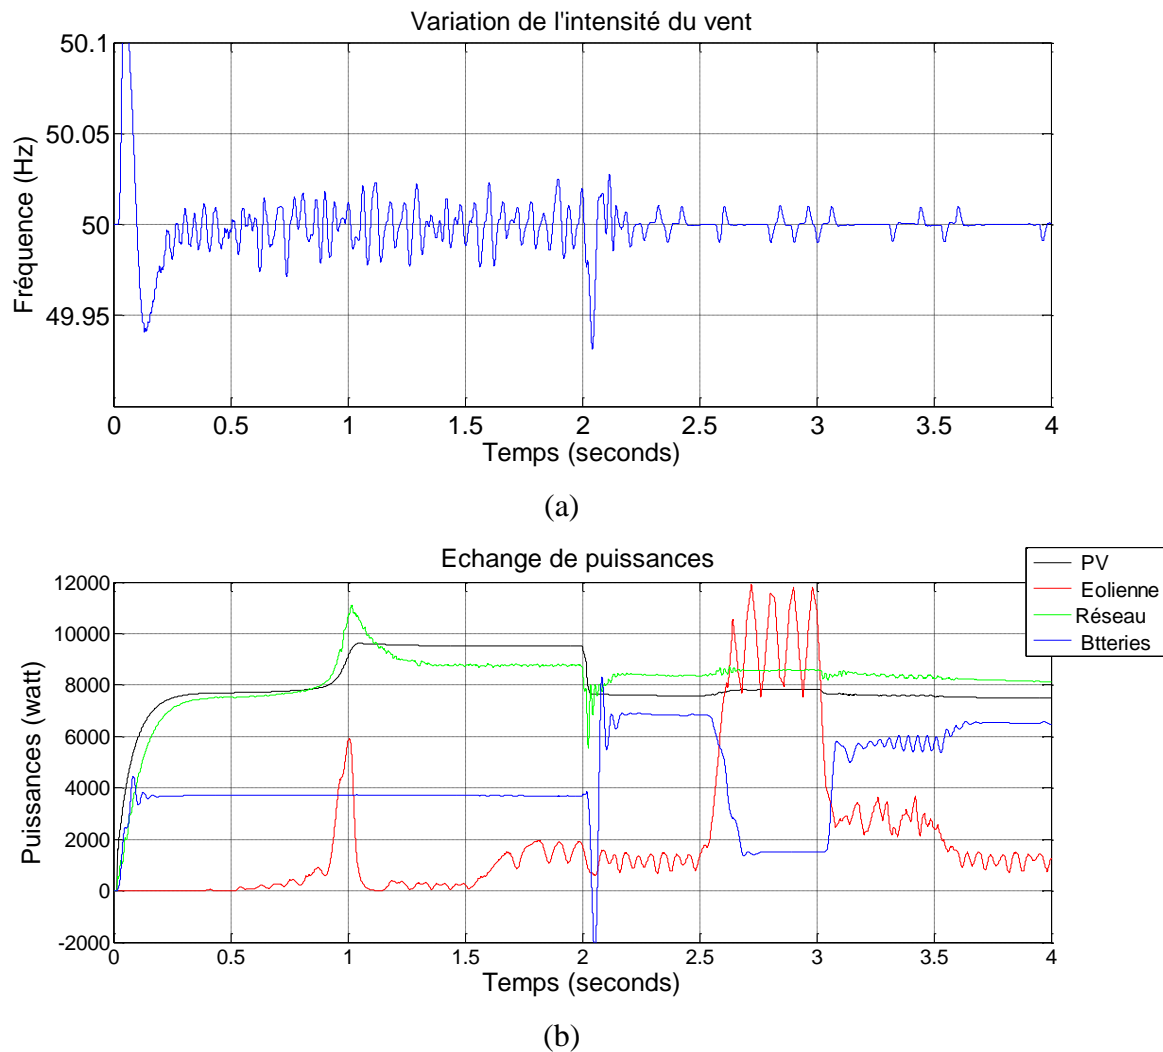 Variation de l'intensité du vent
50.1
50.05
50
49.95
Fréquence (Hz)
0 0.5 1 1.5 2 2.5 3 3.5 4
Temps (seconds)
(a)
Echange de puissances
PV
Eolienne
Réseau
Btteries
12000
10000
8000
6000
4000
2000
0
-2000
Puissances (watt)
0 0.5 1 1.5 2 2.5 3 3.5 4
Temps (seconds)
(b)